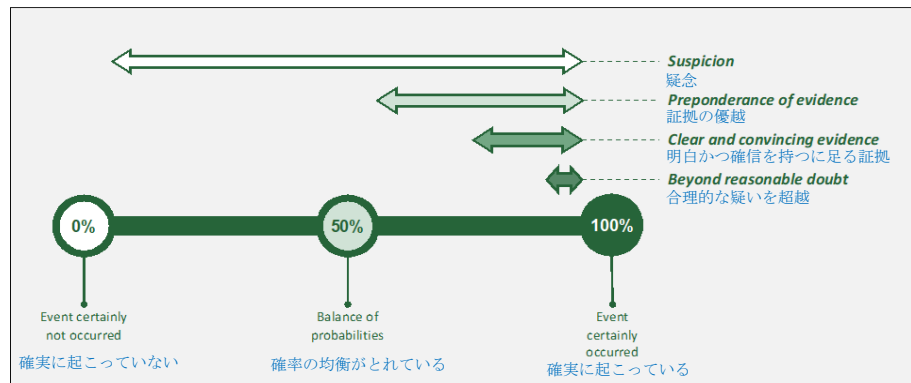 Suspicion
疑念
Preponderance of evidence
証拠の優越
Clear and convincing evidence
明白かつ確信を持つに足る証拠
Beyond reasonable doubt
合理的な疑いを超越
0%
50%
100%
Event certainly
not occurred
確実に起こっていない
Balance of
probabilities
確率の均衡がとれている
Event
certainly
occurred
確実に起こっている